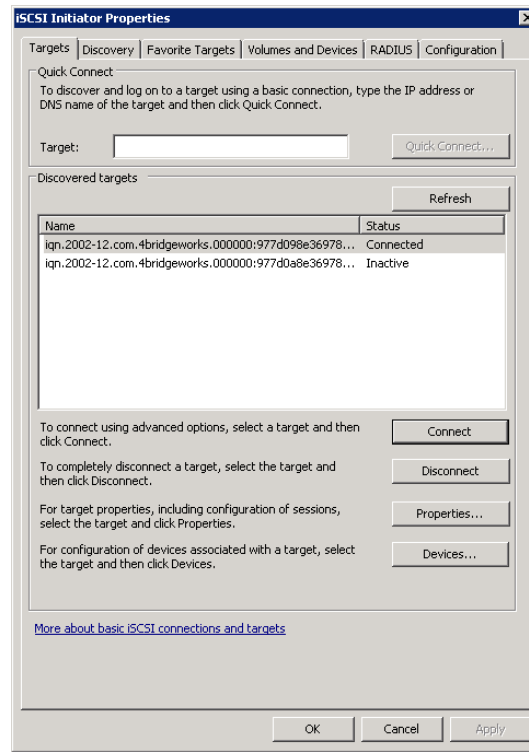 iSCSI Initiator Properties
Targets Discovery Favorite Targets Volumes and Devices RADIUS Configuration
Quick Connect
To discover and log on to a target using a basic connection, type the IP address or
DNS name of the target and then click Quick Connect.
Target: Quick Connect...
Discovered targets
Refresh
Name Status
iqn.2002-12.com.4bridgeworks.000000:977d098e36978... Connected
iqn.2002-12.com.4bridgeworks.000000:977d0a8e36978... Inactive
To connect using advanced options, select a target and then
click Connect.
Connect
To completely disconnect a target, select the target and
then click Disconnect.
Disconnect
For target properties, including configuration of sessions,
select the target and click Properties.
Properties...
For configuration of devices associated with a target, select
the target and then click Devices.
Devices...
More about basic iSCSI connections and targets
OK Cancel Apply